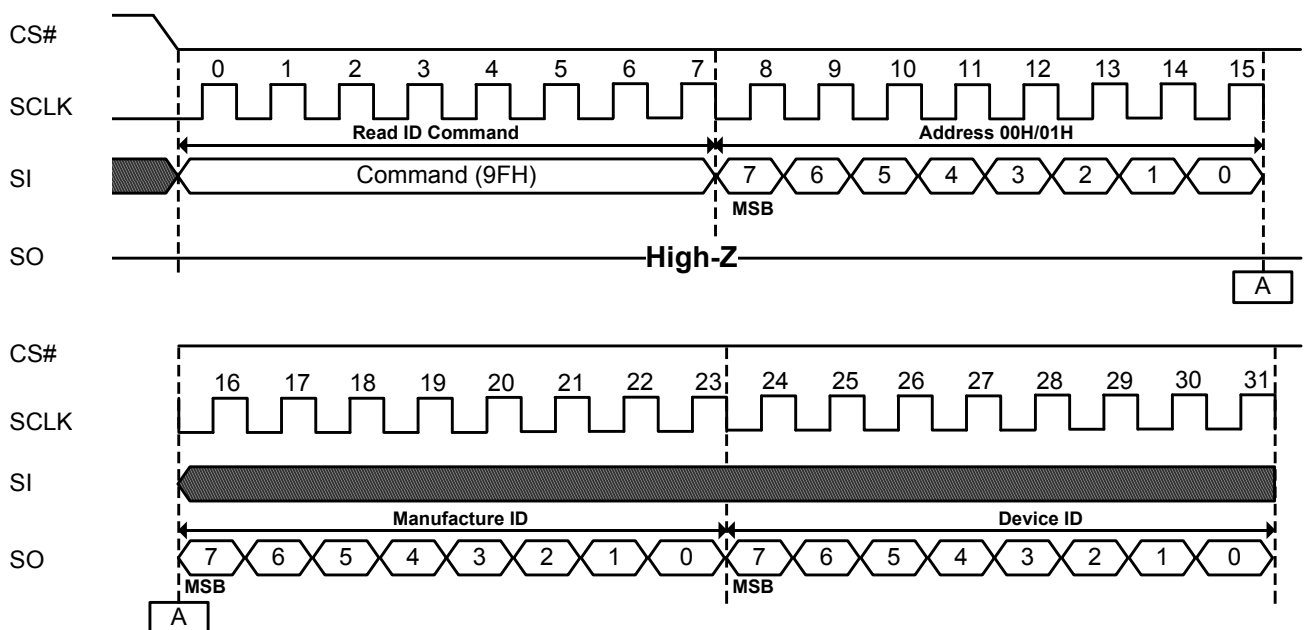 CS#
0 1 2 3 4 5 6 7 8 9 10 11 12 13 14 15
SCLK
Read ID Command Address 00H/01H
SI Command (9FH) 7 6 5 4 3 2 1 0
MSB
SO High-Z
A
CS#
16 17 18 19 20 21 22 23 24 25 26 27 28 29 30 31
SCLK
SI
Manufacture ID Device ID
SO 7 6 5 4 3 2 1 0 7 6 5 4 3 2 1 0
MSB MSB
A